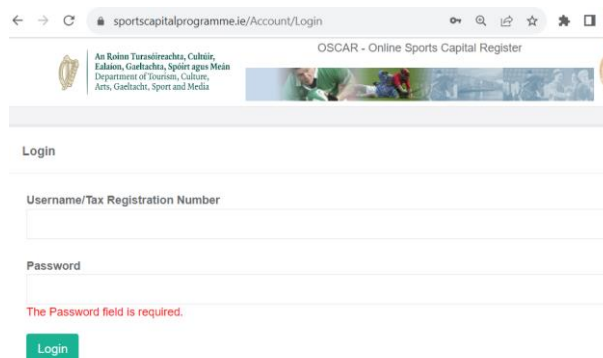 sportscapitalprogramme.ie/Account/Login
OSCAR - Online Sports Capital Register
An Roinn Turasóireachta, Cultúir,
Ealaíon, Gaeltachta, Spóirt agus Meán
Department of Tourism, Culture,
Arts, Gaeltacht, Sport and Media
Login
Username/Tax Registration Number
Password
The Password field is required.
Login